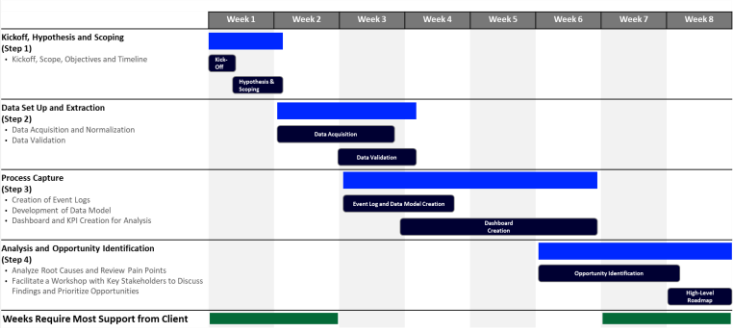 Week 1 Week 2 Week 3 Week 4 Week 5 Week 6 Week 7 Week 8
Kickoff, Hypothesis and Scoping
(Step 1)
• Kickoff, Scope, Objectives and Timeline
Kick-
Off
Hypothesis &
Scoping
Data Set Up and Extraction
(Step 2)
• Data Acquisition and Normalization
• Data Validation
Data Acquisition
Data Validation
Process Capture
(Step 3)
• Creation of Event Logs
• Development of Data Model
• Dashboard and KPI Creation for Analysis
Event Log and Data Model Creation
Dashboard
Creation
Analysis and Opportunity Identification
(Step 4)
• Analyze Root Causes and Review Pain Points
• Facilitate a Workshop with Key Stakeholders to Discuss
Findings and Prioritize Opportunities
Opportunity Identification
High-Level
Roadmap
Weeks Require Most Support from Client